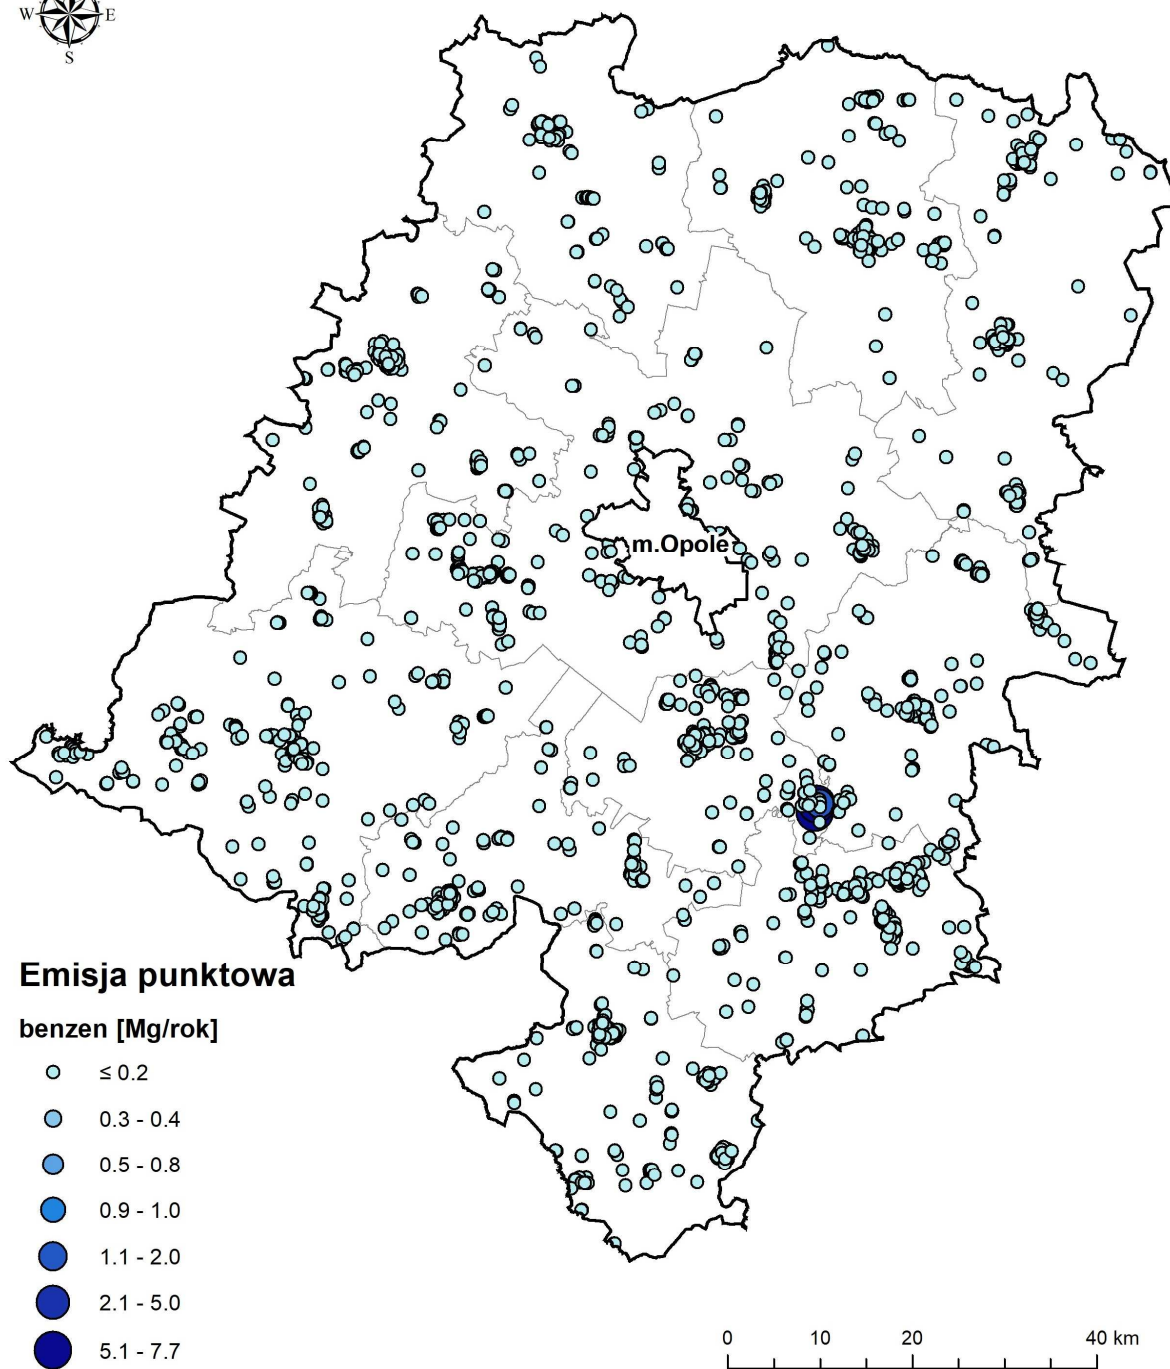 W E
S
m.Opole
Emisja punktowa
benzen [Mg/rok]
≤ 0.2
0.3 - 0.4
0.5 - 0.8
0.9 - 1.0
1.1 - 2.0
2.1 - 5.0
5.1 - 7.7
0 10 20 40 km